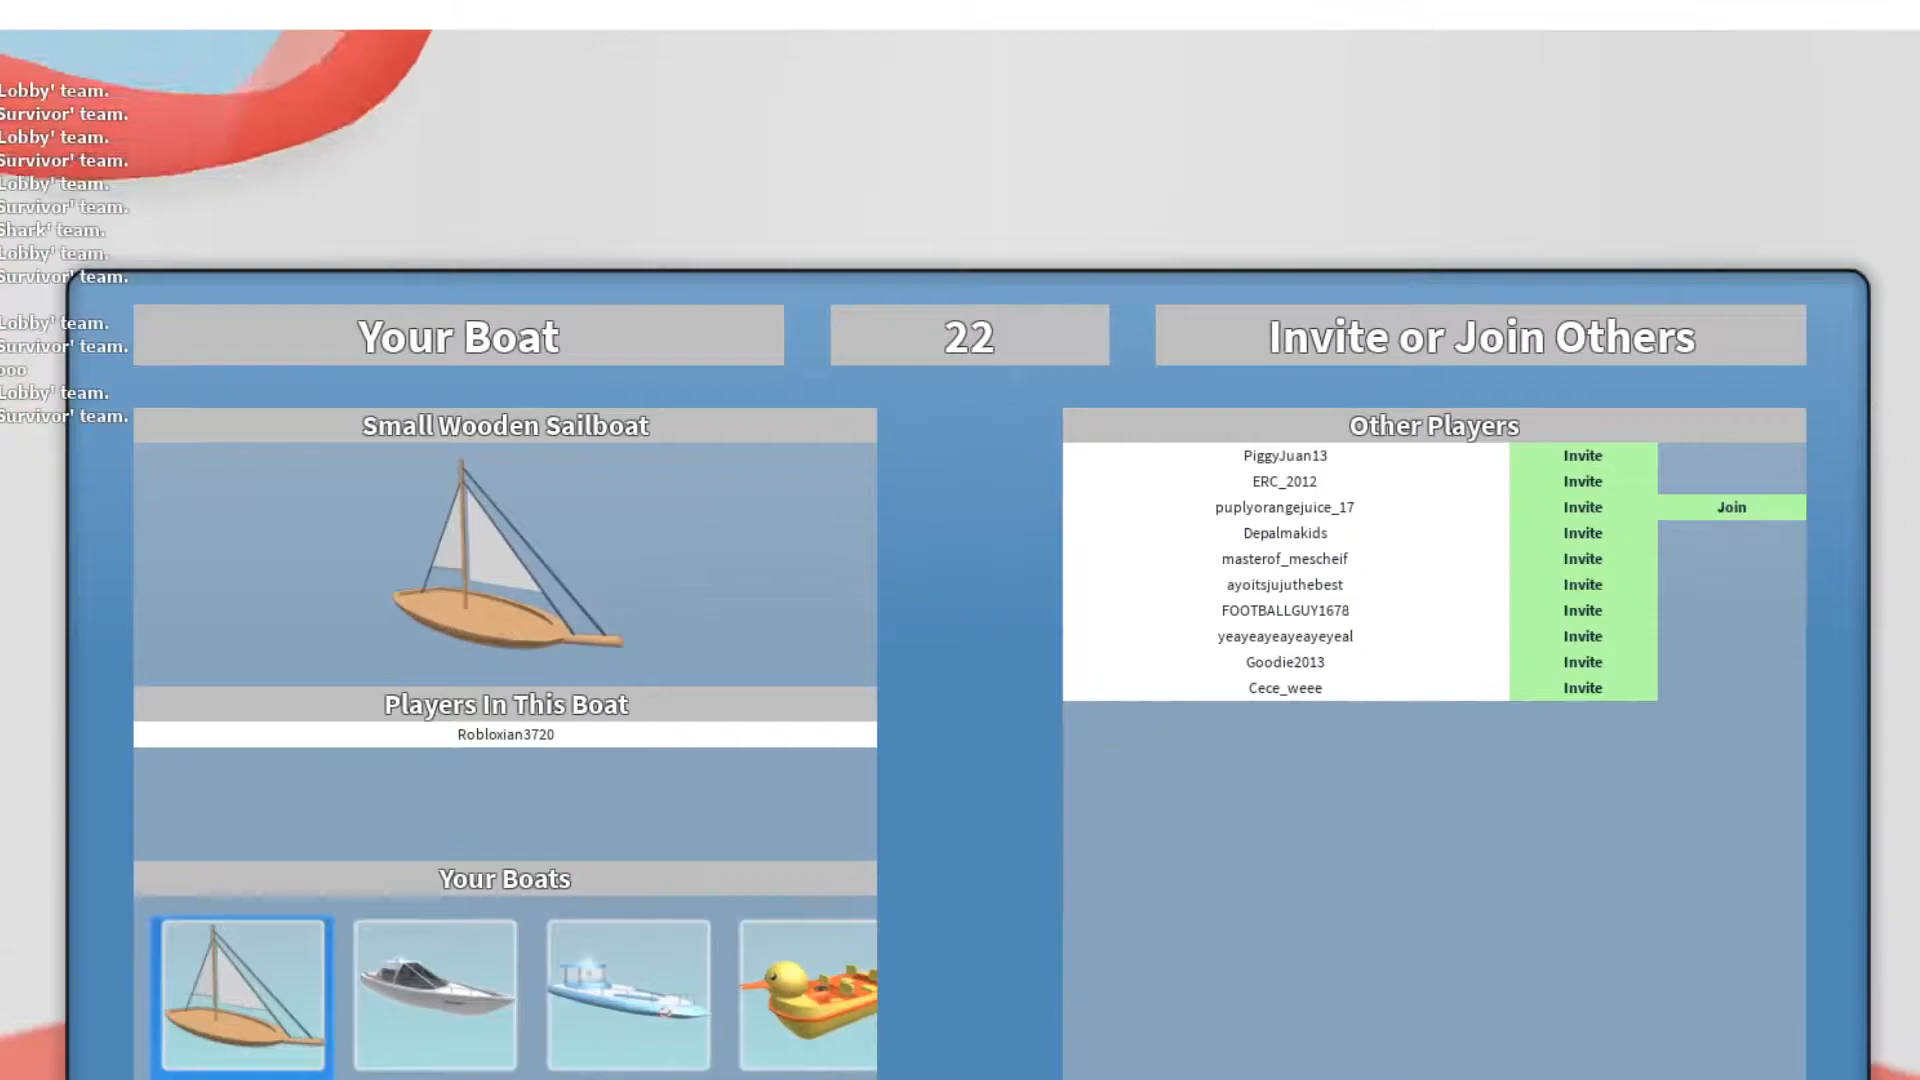 Lobby' team.
Survivor' team.
Lobby' team.
Survivor' team.
Lobby' team.
Survivor' team.
Shark' team.
Lobby' team.
Survivor' team.
Lobby' team.
Survivor' team.
ooo
Lobby' team.
Survivor' team.
Your Boat
22
Invite or Join Others
Small Wooden Sailboat
Players In This Boat
Robloxian3720
Your Boats
Other Players
PiggyJuan13 Invite
ERC_2012 Invite
puplyorangejuice_17 Invite Join
Depalmakids Invite
masterof_mescheif Invite
ayoitsjujuthebest Invite
FOOTBALLGUY1678 Invite
yeayeayeayeayeyeal Invite
Goodie2013 Invite
Cece_weee Invite